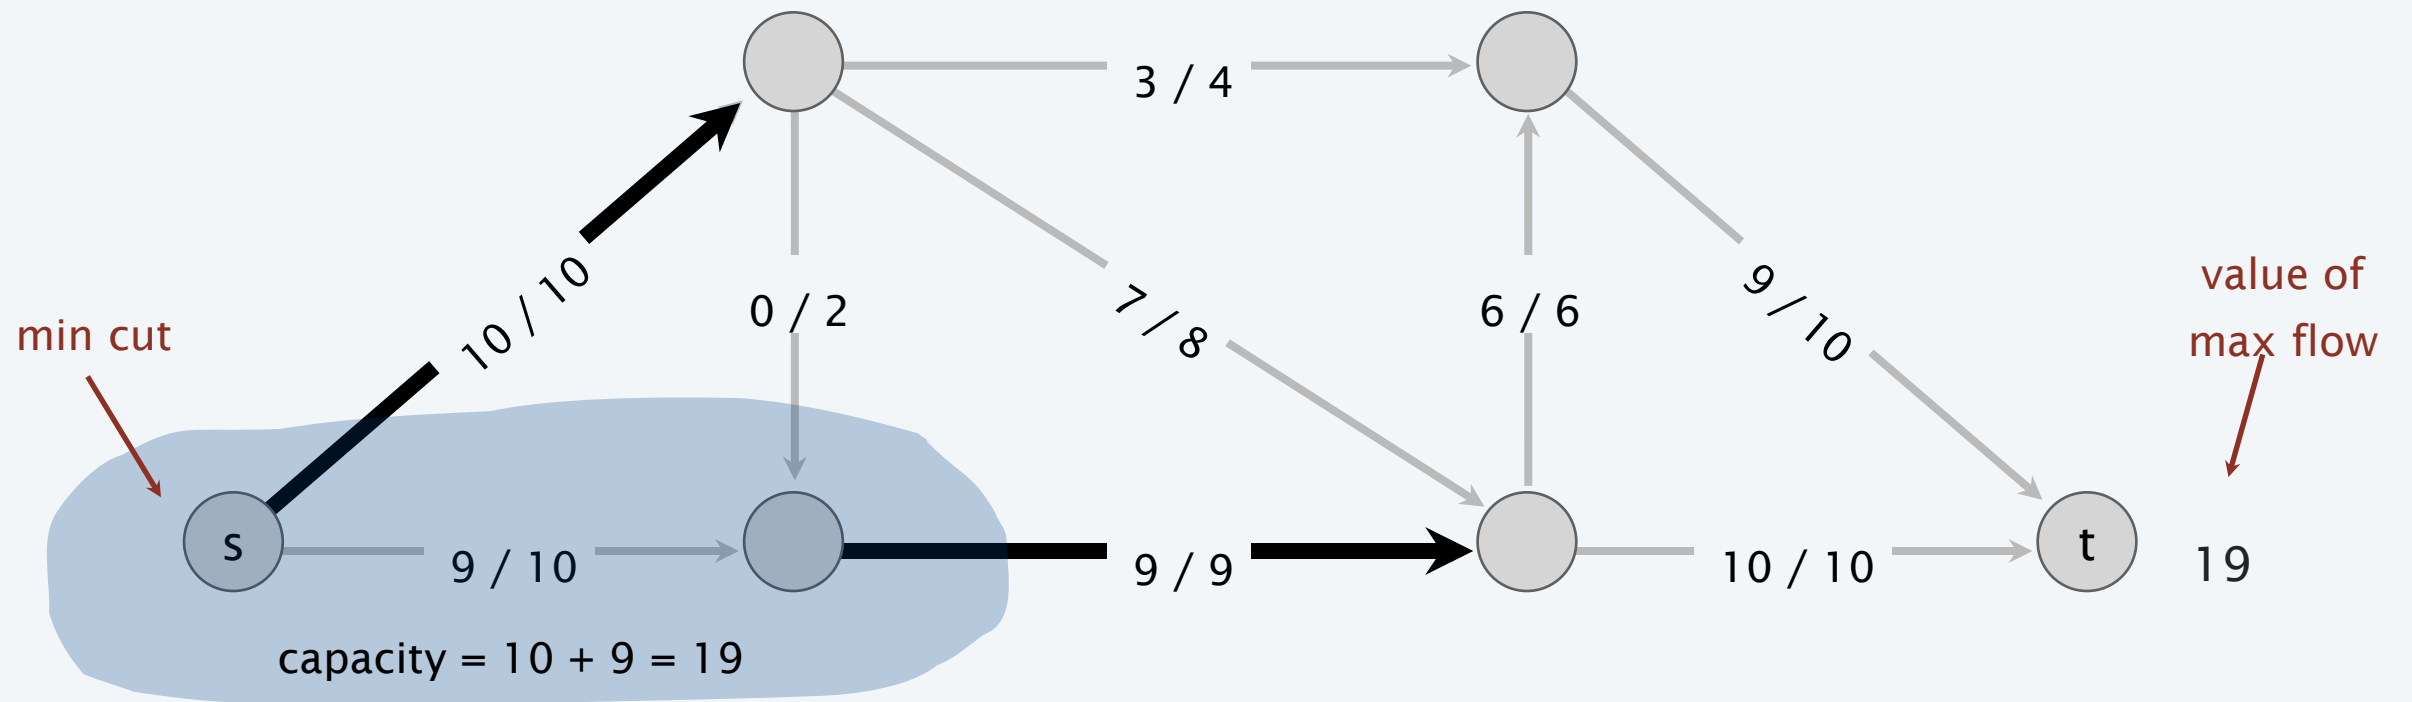 3 / 4
10 / 10
0 / 2
7 / 8
6 / 6
9 / 10
value of
max flow
min cut
s
9 / 10
9 / 9
10 / 10
t
19
capacity = 10 + 9 = 19